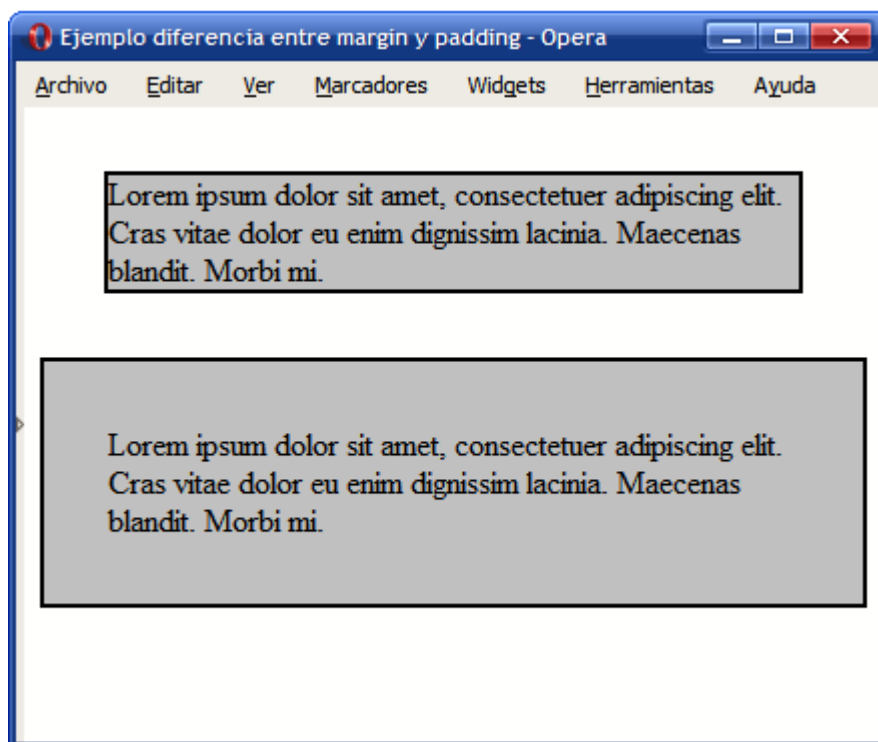 Ejemplo diferencia entre margin y padding - Opera
Archivo Editar Ver Marcadores Widgets Herramientas Ayuda
Lorem ipsum dolor sit amet, consectetuer adipiscing elit.
Cras vitae dolor eu enim dignissim lacinia. Maecenas
blandit. Morbi mi.
Lorem ipsum dolor sit amet, consectetuer adipiscing elit.
Cras vitae dolor eu enim dignissim lacinia. Maecenas
blandit. Morbi mi.